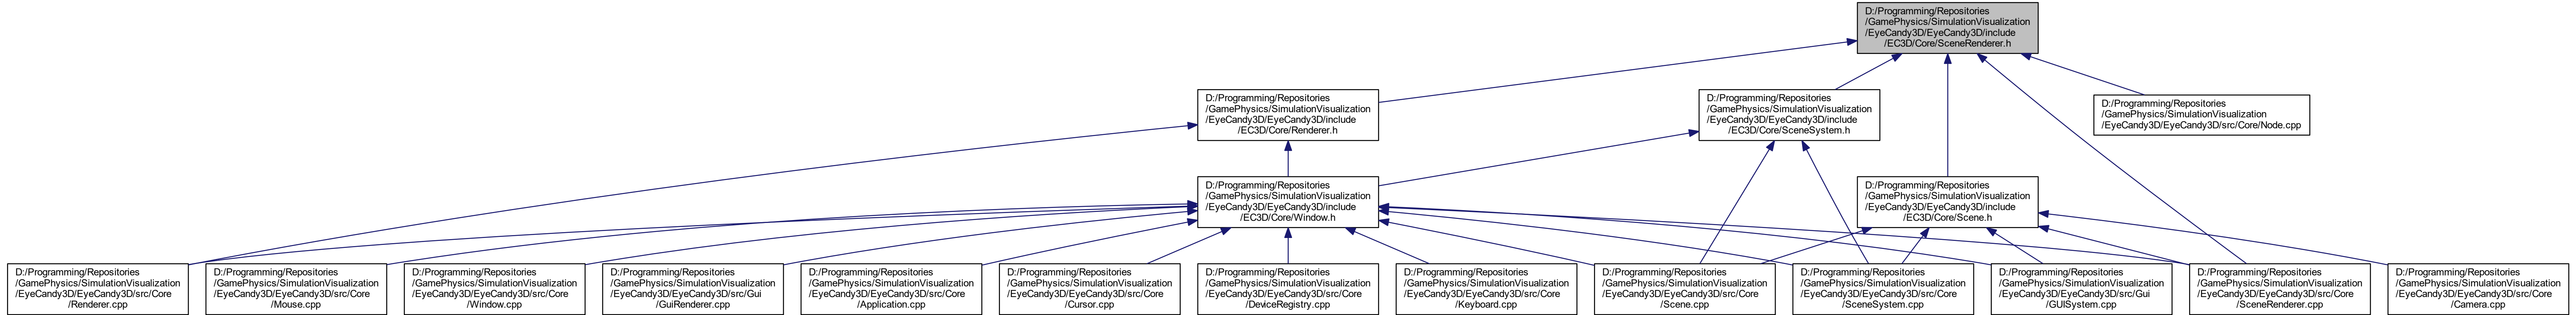 D:/Programming/Repositories
/GamePhysics/SimulationVisualization
/EyeCandy3D/EyeCandy3D/include
/EC3D/Core/SceneRenderer.h
D:/Programming/Repositories
/GamePhysics/SimulationVisualization
/EyeCandy3D/EyeCandy3D/include
/EC3D/Core/Renderer.h
D:/Programming/Repositories
/GamePhysics/SimulationVisualization
/EyeCandy3D/EyeCandy3D/include
/EC3D/Core/SceneSystem.h
D:/Programming/Repositories
/GamePhysics/SimulationVisualization
/EyeCandy3D/EyeCandy3D/src/Core/Node.cpp
D:/Programming/Repositories
/GamePhysics/SimulationVisualization
/EyeCandy3D/EyeCandy3D/include
/EC3D/Core/Window.h
D:/Programming/Repositories
/GamePhysics/SimulationVisualization
/EyeCandy3D/EyeCandy3D/include
/EC3D/Core/Scene.h
D:/Programming/Repositories
/GamePhysics/SimulationVisualization
/EyeCandy3D/EyeCandy3D/src/Core
/Renderer.cpp
D:/Programming/Repositories
/GamePhysics/SimulationVisualization
/EyeCandy3D/EyeCandy3D/src/Core
/Mouse.cpp
D:/Programming/Repositories
/GamePhysics/SimulationVisualization
/EyeCandy3D/EyeCandy3D/src/Core
/Window.cpp
D:/Programming/Repositories
/GamePhysics/SimulationVisualization
/EyeCandy3D/EyeCandy3D/src/Gui
/GuiRenderer.cpp
D:/Programming/Repositories
/GamePhysics/SimulationVisualization
/EyeCandy3D/EyeCandy3D/src/Core
/Application.cpp
D:/Programming/Repositories
/GamePhysics/SimulationVisualization
/EyeCandy3D/EyeCandy3D/src/Core
/Cursor.cpp
D:/Programming/Repositories
/GamePhysics/SimulationVisualization
/EyeCandy3D/EyeCandy3D/src/Core
/DeviceRegistry.cpp
D:/Programming/Repositories
/GamePhysics/SimulationVisualization
/EyeCandy3D/EyeCandy3D/src/Core
/Keyboard.cpp
D:/Programming/Repositories
/GamePhysics/SimulationVisualization
/EyeCandy3D/EyeCandy3D/src/Core
/Scene.cpp
D:/Programming/Repositories
/GamePhysics/SimulationVisualization
/EyeCandy3D/EyeCandy3D/src/Core
/SceneSystem.cpp
D:/Programming/Repositories
/GamePhysics/SimulationVisualization
/EyeCandy3D/EyeCandy3D/src/Gui
/GUISystem.cpp
D:/Programming/Repositories
/GamePhysics/SimulationVisualization
/EyeCandy3D/EyeCandy3D/src/Core
/SceneRenderer.cpp
D:/Programming/Repositories
/GamePhysics/SimulationVisualization
/EyeCandy3D/EyeCandy3D/src/Core
/Camera.cpp